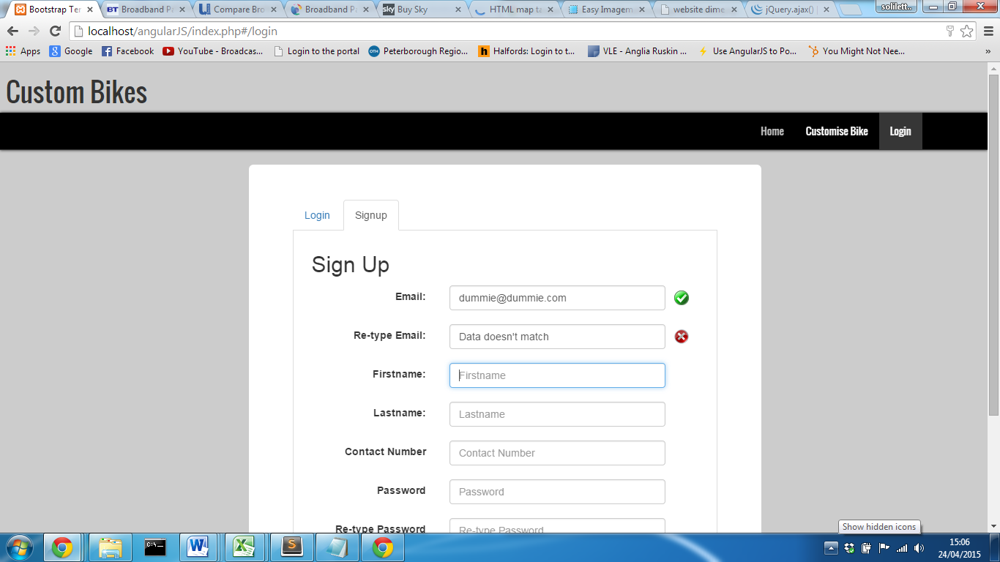 Bootstrap Ter
Broadband Pa
Compare Bro
Broadband Pa
Buy Sky
HTML map ta
Easy Imagem
website dime
jQuery.ajax() |
solilett..
localhost/angularJS/index.php#/login
Apps
Google
Facebook
YouTube - Broadcas...
Login to the portal
Peterborough Regio...
Halfords: Login to t...
VLE - Anglia Ruskin ...
Use AngularJS to Po...
You Might Not Nee...
»
Custom Bikes
Home
Customise Bike
Login
Login
Signup
Sign Up
Email:
dummie@dummie.com
Re-type Email:
Data doesn't match
Firstname:
Firstname
Lastname:
Lastname
Contact Number
Contact Number
Password
Password
Re-type Password
Re-type Password
Show hidden icons
15:06
24/04/2015